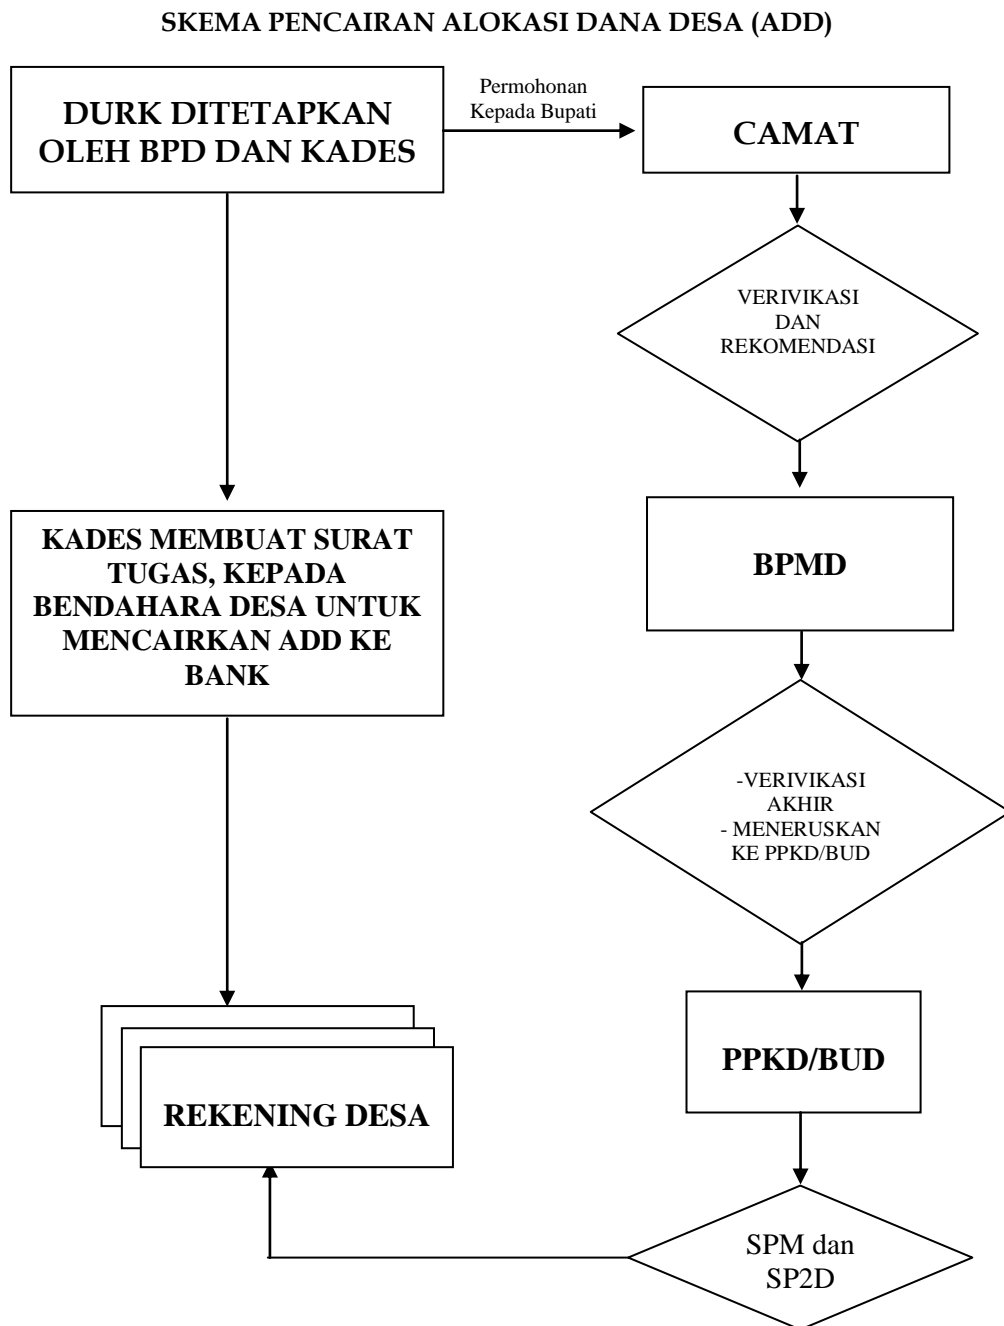 SKEMA PENCAIRAN ALOKASI DANA DESA (ADD)
DURK DITETAPKAN
OLEH BPD DAN KADES
Permohonan
Kepada Bupati
CAMAT
VERIVIKASI
DAN
REKOMENDASI
KADES MEMBUAT SURAT
TUGAS, KEPADA
BENDAHARA DESA UNTUK
MENCAIRKAN ADD KE
BANK
BPMD
-VERIVIKASI
AKHIR
- MENERUSKAN
KE PPKD/BUD
PPKD/BUD
REKENING DESA
SPM dan
SP2D